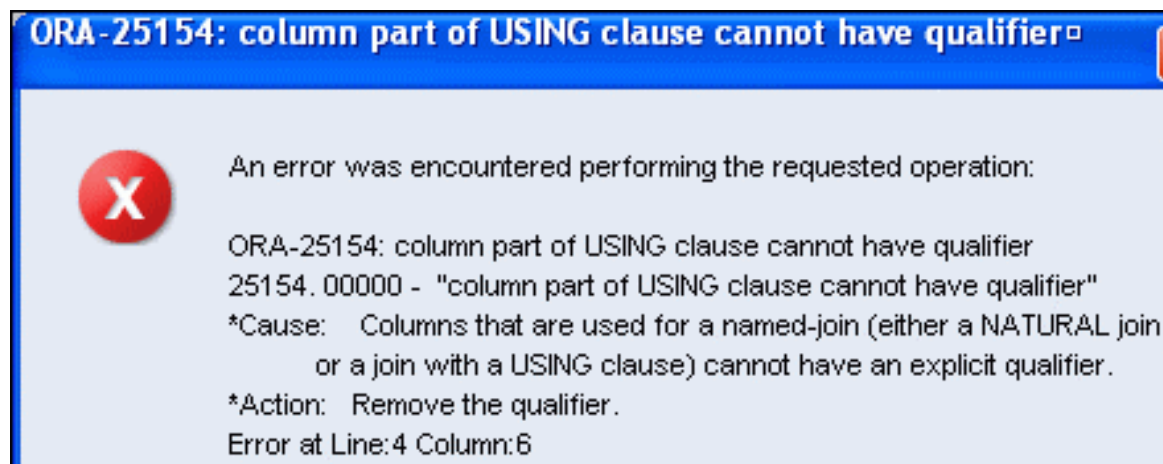 ORA-25154: column part of USING clause cannot have qualifier¤
An error was encountered performing the requested operation:
ORA-25154: column part of USING clause cannot have qualifier
25154. 00000 - "column part of USING clause cannot have qualifier"
*Cause: Columns that are used for a named-join (either a NATURAL join
or a join with a USING clause) cannot have an explicit qualifier.
*Action: Remove the qualifier.
Error at Line:4 Column:6